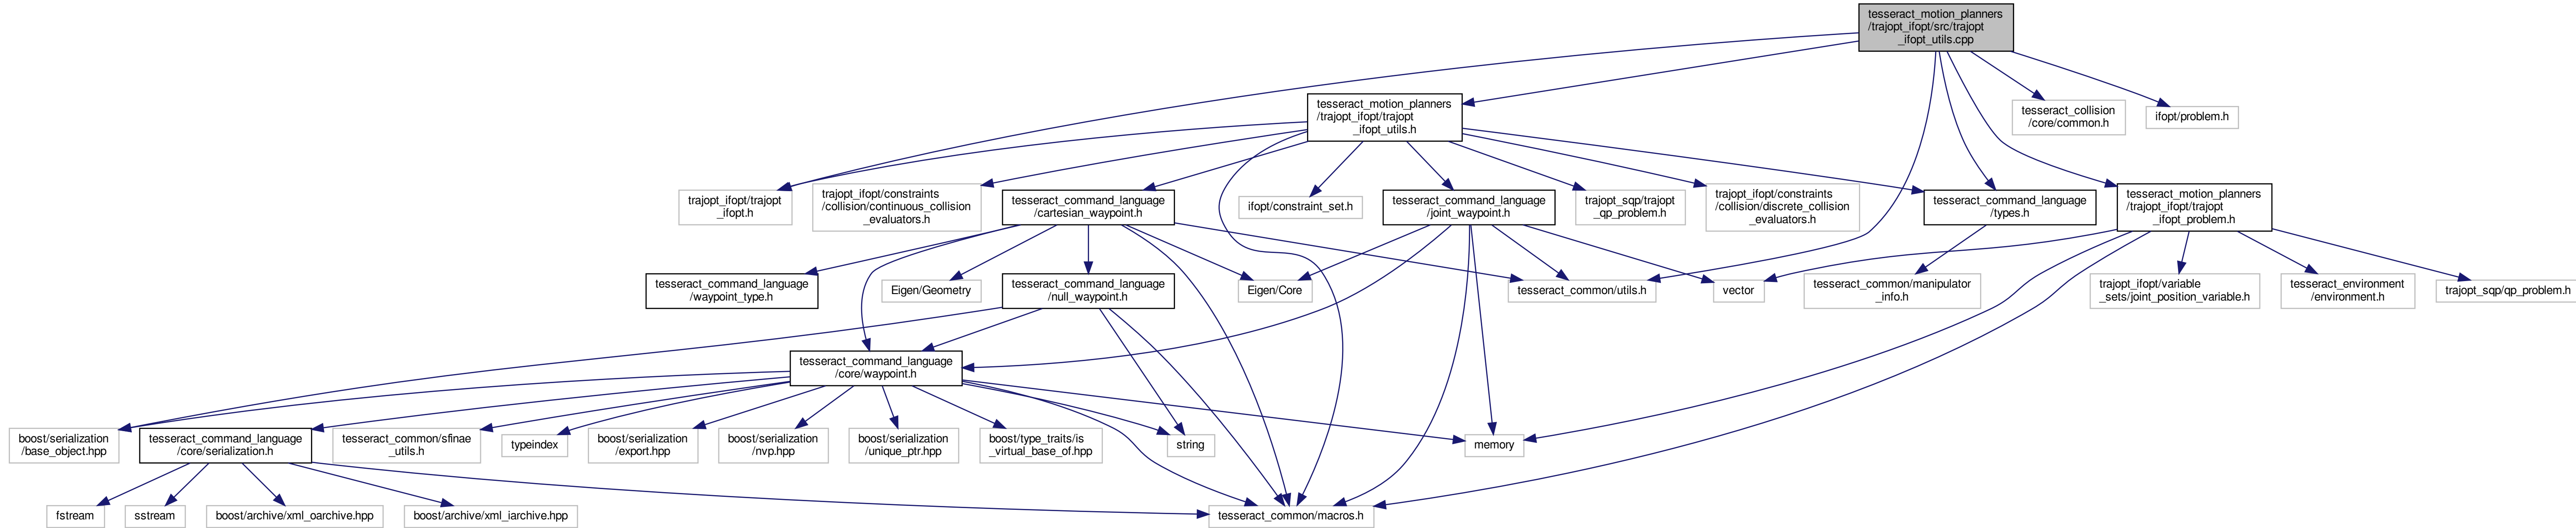 tesseract_motion_planners
/trajopt_ifopt/src/trajopt
_ifopt_utils.cpp
tesseract_motion_planners
/trajopt_ifopt/trajopt
_ifopt_utils.h
tesseract_collision
/core/common.h
ifopt/problem.h
trajopt_ifopt/trajopt
_ifopt.h
trajopt_ifopt/constraints
/collision/continuous_collision
_evaluators.h
tesseract_command_language
/cartesian_waypoint.h
ifopt/constraint_set.h
tesseract_command_language
/joint_waypoint.h
trajopt_sqp/trajopt
_qp_problem.h
trajopt_ifopt/constraints
/collision/discrete_collision
_evaluators.h
tesseract_command_language
/types.h
tesseract_motion_planners
/trajopt_ifopt/trajopt
_ifopt_problem.h
tesseract_command_language
/waypoint_type.h
Eigen/Geometry
tesseract_command_language
/null_waypoint.h
Eigen/Core
tesseract_common/utils.h
vector
tesseract_common/manipulator
_info.h
trajopt_ifopt/variable
_sets/joint_position_variable.h
tesseract_environment
/environment.h
trajopt_sqp/qp_problem.h
tesseract_command_language
/core/waypoint.h
boost/serialization
/base_object.hpp
tesseract_command_language
/core/serialization.h
tesseract_common/sfinae
_utils.h
typeindex
boost/serialization
/export.hpp
boost/serialization
/nvp.hpp
boost/serialization
/unique_ptr.hpp
boost/type_traits/is
_virtual_base_of.hpp
string
memory
fstream
sstream
boost/archive/xml_oarchive.hpp
boost/archive/xml_iarchive.hpp
tesseract_common/macros.h